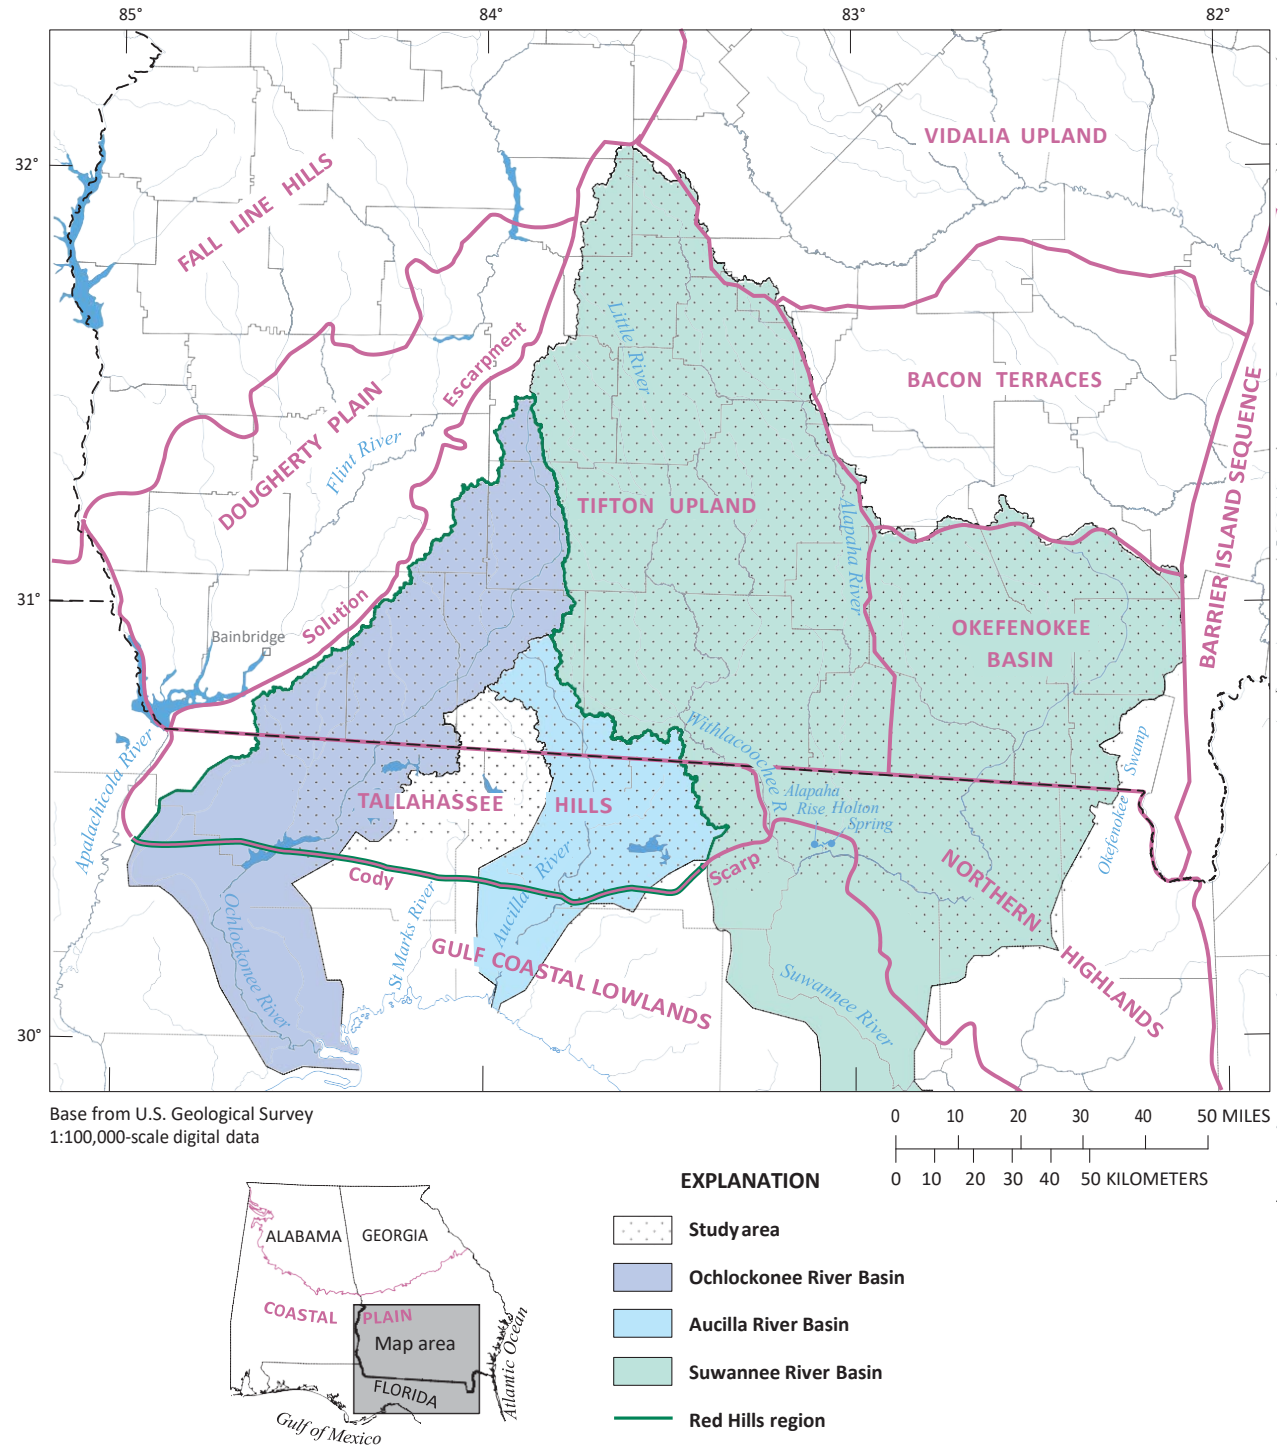 85°
84°
83°
82°
32°
VIDALIA UPLAND
FALL LINE HILLS
Little River
Escarpment
BACON TERRACES
DOUGHERTY PLAIN
Flint River
BARRIER ISLAND SEQUENCE
TIFTON UPLAND
Alapaha River
31°
Solution
Bainbridge
OKEFENOKEE
BASIN
Withlacoochee R
Apalachicola River
Okefenokee Swamp
Alapaha
Rise Holton
Spring
TALLAHASSEE HILLS
Cody
Scarp
NORTHERN HIGHLANDS
Aucilla River
Ochlockonee River
St Marks River
GULF COASTAL LOWLANDS
Suwannee River
30°
Base from U.S. Geological Survey
1:100,000-scale digital data
0 10 20 30 40 50 MILES
0 10 20 30 40 50 KILOMETERS
EXPLANATION
Study area
Ochlockonee River Basin
Aucilla River Basin
Suwannee River Basin
Red Hills region
ALABAMA
GEORGIA
COASTAL PLAIN
Map area
FLORIDA
Atlantic Ocean
Gulf of Mexico